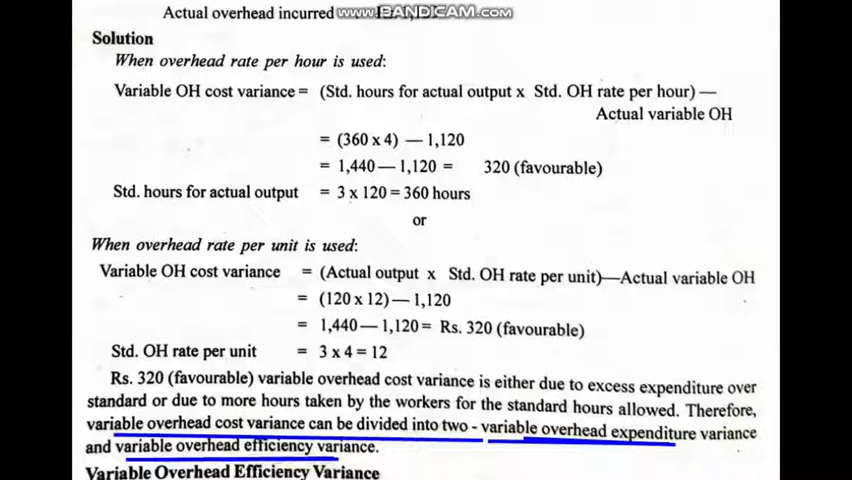 Actual overhead incurred
www.BANDICAM.com
Solution
When overhead rate per hour is used:
Variable OH cost variance = (Std. hours for actual output x Std. OH rate per hour) —
Actual variable OH
= (360 x 4) — 1,120
= 1,440 — 1,120 = 320 (favourable)
Std. hours for actual output = 3 x 120 = 360 hours
or
When overhead rate per unit is used:
Variable OH cost variance = (Actual output x Std. OH rate per unit)—Actual variable OH
= (120 x 12) — 1,120
= 1,440 — 1,120 = Rs. 320 (favourable)
Std. OH rate per unit = 3 x 4 = 12
Rs. 320 (favourable) variable overhead cost variance is either due to excess expenditure over
standard or due to more hours taken by the workers for the standard hours allowed. Therefore,
variable overhead cost variance can be divided into two - variable overhead expenditure variance
and variable overhead efficiency variance.
Variable Overhead Efficiency Variance